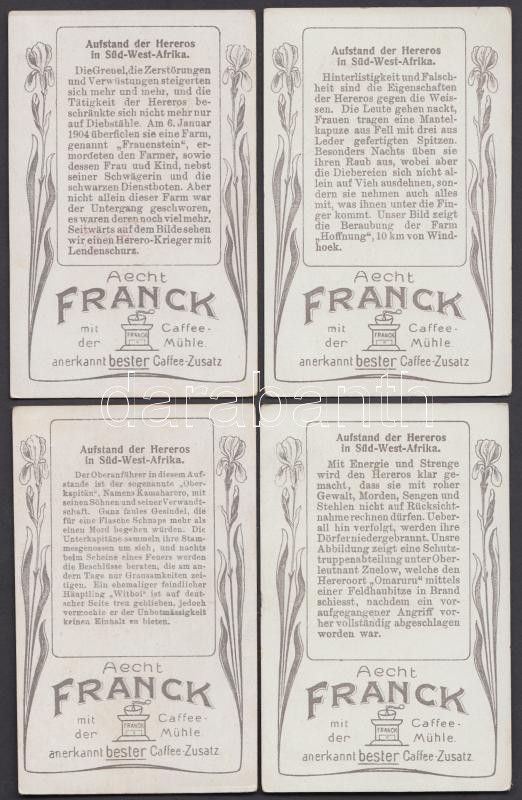 Aufstand der Hereros
in Süd-West-Afrika.
Die Greuel, die Zerstörungen
und Verwüstungen steigerten
sich mehr und mehr, und die
Tätigkeit der Hereros be-
schränkte sich nicht mehr nur
auf Diebstähle. Am 6. Januar
1904 überfielen sie eine Farm,
genannt „Frauenstein", er-
mordeten den Farmer, sowie
dessen Frau und Kind, nebst
seiner Schwägerin und die
schwarzen Dienstboten. Aber
nicht allein dieser Farm war
der Untergang geschworen,
es waren deren noch viel mehr.
Seitwärts auf dem Bilde sehen
wir einen Herero-Krieger mit
Lendenschurz.
Aecht
FRANCK
mit Caffee-
der Mühle.
FRANCK
anerkannt bester Caffee-Zusatz
Aufstand der Hereros
in Süd-West-Afrika.
Hinterlistigkeit und Falsch-
heit sind die Eigenschaften
der Hereros gegen die Weis-
sen. Die Leute gehen nackt,
Frauen tragen eine Mantel-
kapuze aus Fell mit drei aus
Leder gefertigten Spitzen.
Besonders Nachts üben sie
ihren Raub aus, wobei aber
die Diebereien sich nicht al-
lein auf Vieh ausdehnen, son-
dern sie nehmen auch alles
mit, was ihnen unter die Fin-
ger kommt. Unser Bild zeigt
die Beraubung der Farm
„Hoffnung", 10 km von Wind-
hoek.
Aecht
FRANCK
mit Caffee-
der Mühle.
FRANCK
anerkannt bester Caffee-Zusatz
darabanth
Aufstand der Hereros
in Süd-West-Afrika.
Der Oberanführer in diesem Auf-
stande ist der sogenannte „Ober-
kapitän", Namens Kamaharero, mit
seinen Söhnen und seiner Verwandt-
schaft. Ganz faules Gesindel, die
für eine Flasche Schnaps mehr als
einen Mord begehen würden. Die
Unterkapitäne sammeln ihre Stam-
mesgenossen um sich, und nachts
beim Scheine eines Feuers werden
die Beschlüsse beraten, die am an-
dern Tage nur Grausamkeiten zei-
tigen. Ein ehemaliger feindlicher
Häuptling „Witboi" ist auf deut-
scher Seite treu geblieben, jedoch
vermochte er der Unbotmässigkeit
keinen Einhalt zu bieten.
Aecht
FRANCK
mit Caffee-
der Mühle.
FRANCK
anerkannt bester Caffee-Zusatz
Aufstand der Hereros
in Süd-West-Afrika.
Mit Energie und Strenge
wird den Hereros klar ge-
macht, dass sie mit roher
Gewalt, Morden, Sengen und
Stehlen nicht auf Rücksicht-
nahme rechnen dürfen. Ueber-
all hin verfolgt, werden ihre
Dörfer niedergebrannt. Unsre
Abbildung zeigt eine Schutz-
truppenabteilung unter Ober-
leutnant Zuelow, welche den
Hereroort „Omaruru" mittels
einer Feldhaubitze in Brand
schiesst, nachdem ein vor-
aufgegangener Angriff vor-
her vollständig abgeschlagen
worden war.
Aecht
FRANCK
mit Caffee-
der Mühle.
FRANCK
anerkannt bester Caffee-Zusatz